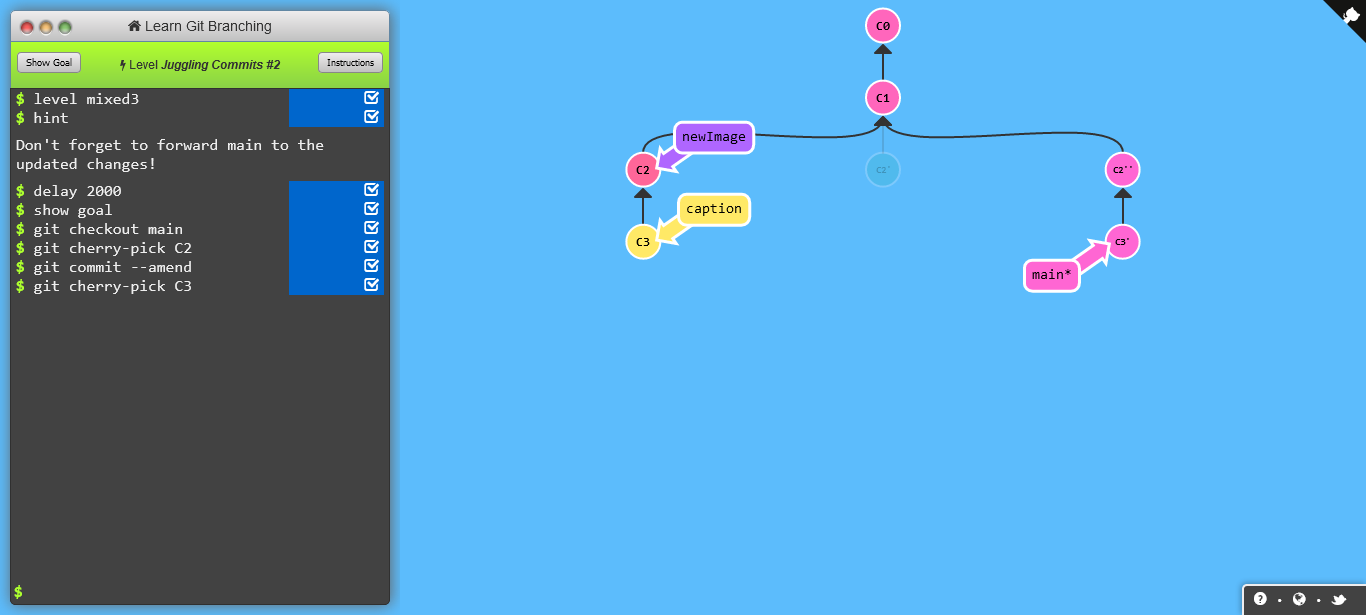 Learn Git Branching
Show Goal
Level Juggling Commits #2
Instructions
$ level mixed3
$ hint
Don't forget to forward main to the
updated changes!
$ delay 2000
$ show goal
$ git checkout main
$ git cherry-pick C2
$ git commit --amend
$ git cherry-pick C3
$
C0
C1
newImage
C2
C2'
C2''
caption
C3
C3'
main*